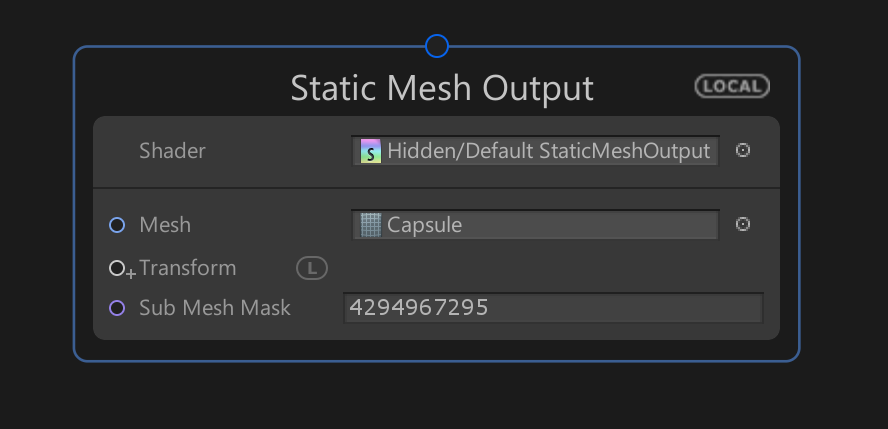 Static Mesh Output
LOCAL
Shader
S Hidden/Default StaticMeshOutput
Mesh
Capsule
Transform
L
Sub Mesh Mask
4294967295